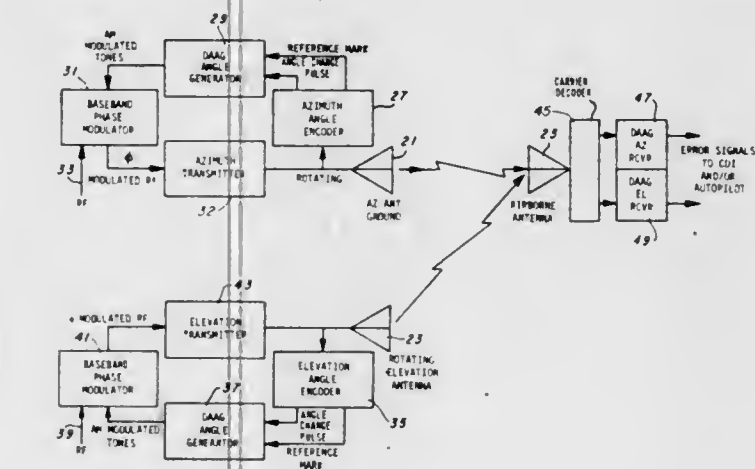 29
AM
MODULATED
TONES
DAAG
ANGLE
GENERATOR
REFERENCE MARK
ANGLE CHANGE
PULSE
31
BASEBAND
PHASE
MODULATOR
AZIMUTH
ANGLE
ENCODER
27
CARRIER
DECODER
45
47
DAAG
AZ
RCVR
ERROR SIGNALS
TO CDI
AND/OR
AUTOPILOT
33
RF
ϕ
MODULATED RF
AZIMUTH
TRANSMITTER
32
ROTATING
21
AZ ANT
GROUND
25
AIRBORNE
ANTENNA
DAAG
EL
RCVR
49
43
ϕ MODULATED RF
41
ELEVATION
TRANSMITTER
23
ROTATING
ELEVATION
ANTENNA
BASEBAND
PHASE
MODULATOR
37
ELEVATION
ANGLE
ENCODER
35
39
RF
AM MODULATED
TONES
DAAG
ANGLE
GENERATOR
ANGLE
CHANGE
PULSE
REFERENCE
MARK